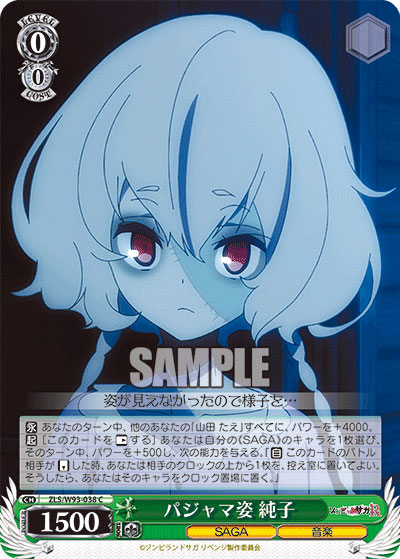 LEVEL
0
0
COST
SAMPLE
姿が見えなかったので様子を…
永 あなたのターン中、他のあなたの「山田 たえ」すべてに、パワーを+4000。
起 [このカードを する] あなたは自分の《SAGA》のキャラを1枚選び、
そのターン中、パワーを+500し、次の能力を与える。『自 このカードのバトル
相手が した時、あなたは相手のクロックの上から1枚を、控え室に置いてよい。
そうしたら、あなたはそのキャラをクロック置場に置く。』
CH ZLS/W93-038 C
1500
パジャマ姿 純子
ゾンビランドサガR
SAGA
音楽
©ゾンビランドサガ リベンジ製作委員会